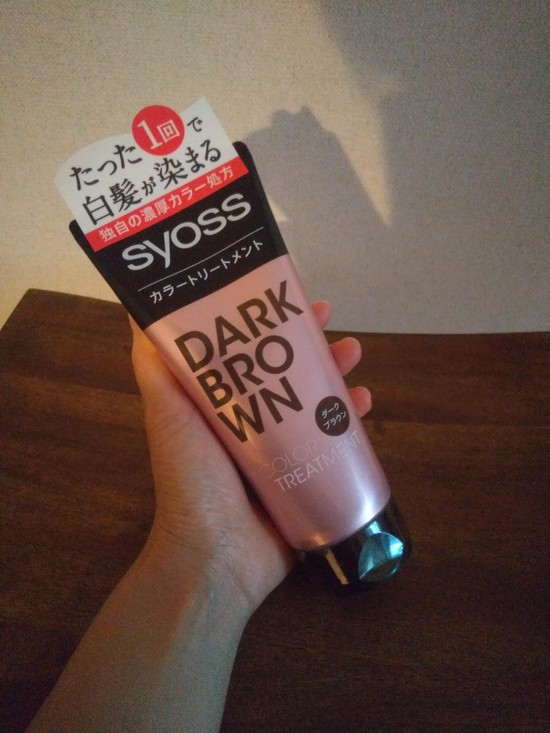 たった1回で
白髪が染まる
独自の濃厚カラー処方
syoss
カラートリートメント
DARK
BRO
WN
ダーク
ブラウン
COLOR
TREATMENT